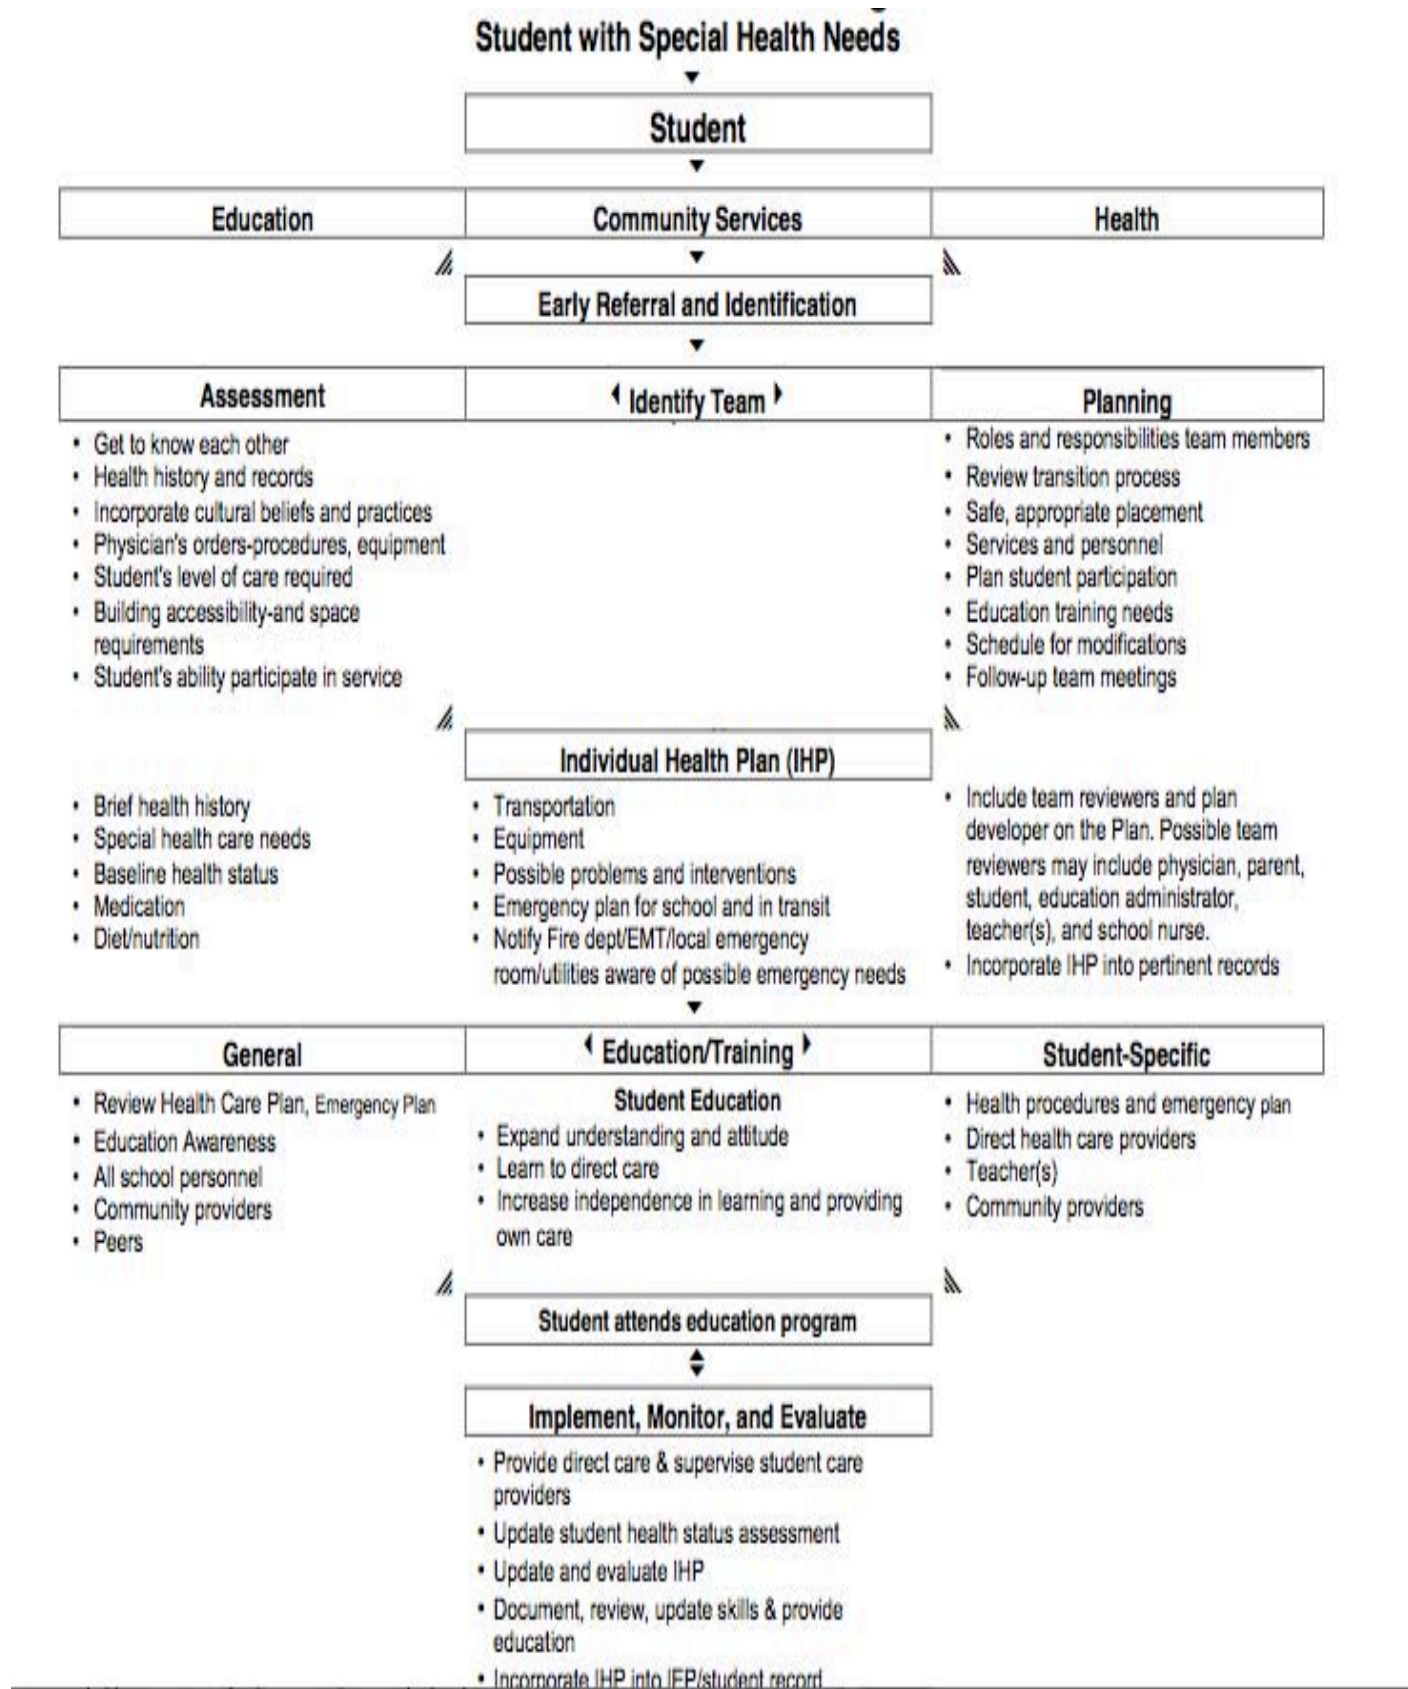 Student with Special Health Needs
Student
Education
Community Services
Health
Early Referral and Identification
Assessment
Identify Team
Planning
• Get to know each other
• Health history and records
• Incorporate cultural beliefs and practices
• Physician's orders-procedures, equipment
• Student's level of care required
• Building accessibility-and space
requirements
• Student's ability participate in service
• Roles and responsibilities team members
• Review transition process
• Safe, appropriate placement
• Services and personnel
• Plan student participation
• Education training needs
• Schedule for modifications
• Follow-up team meetings
Individual Health Plan (IHP)
• Brief health history
• Special health care needs
• Baseline health status
• Medication
• Diet/nutrition
• Transportation
• Equipment
• Possible problems and interventions
• Emergency plan for school and in transit
• Notify Fire dept/EMT/local emergency
room/utilities aware of possible emergency needs
• Include team reviewers and plan
developer on the Plan. Possible team
reviewers may include physician, parent,
student, education administrator,
teacher(s), and school nurse.
• Incorporate IHP into pertinent records
General
Education/Training
Student-Specific
• Review Health Care Plan, Emergency Plan
• Education Awareness
• All school personnel
• Community providers
• Peers
Student Education
• Expand understanding and attitude
• Learn to direct care
• Increase independence in learning and providing
own care
• Health procedures and emergency plan
• Direct health care providers
• Teacher(s)
• Community providers
Student attends education program
Implement, Monitor, and Evaluate
• Provide direct care & supervise student care
providers
• Update student health status assessment
• Update and evaluate IHP
• Document, review, update skills & provide
education
• Incorporate IHP into IEP/student record